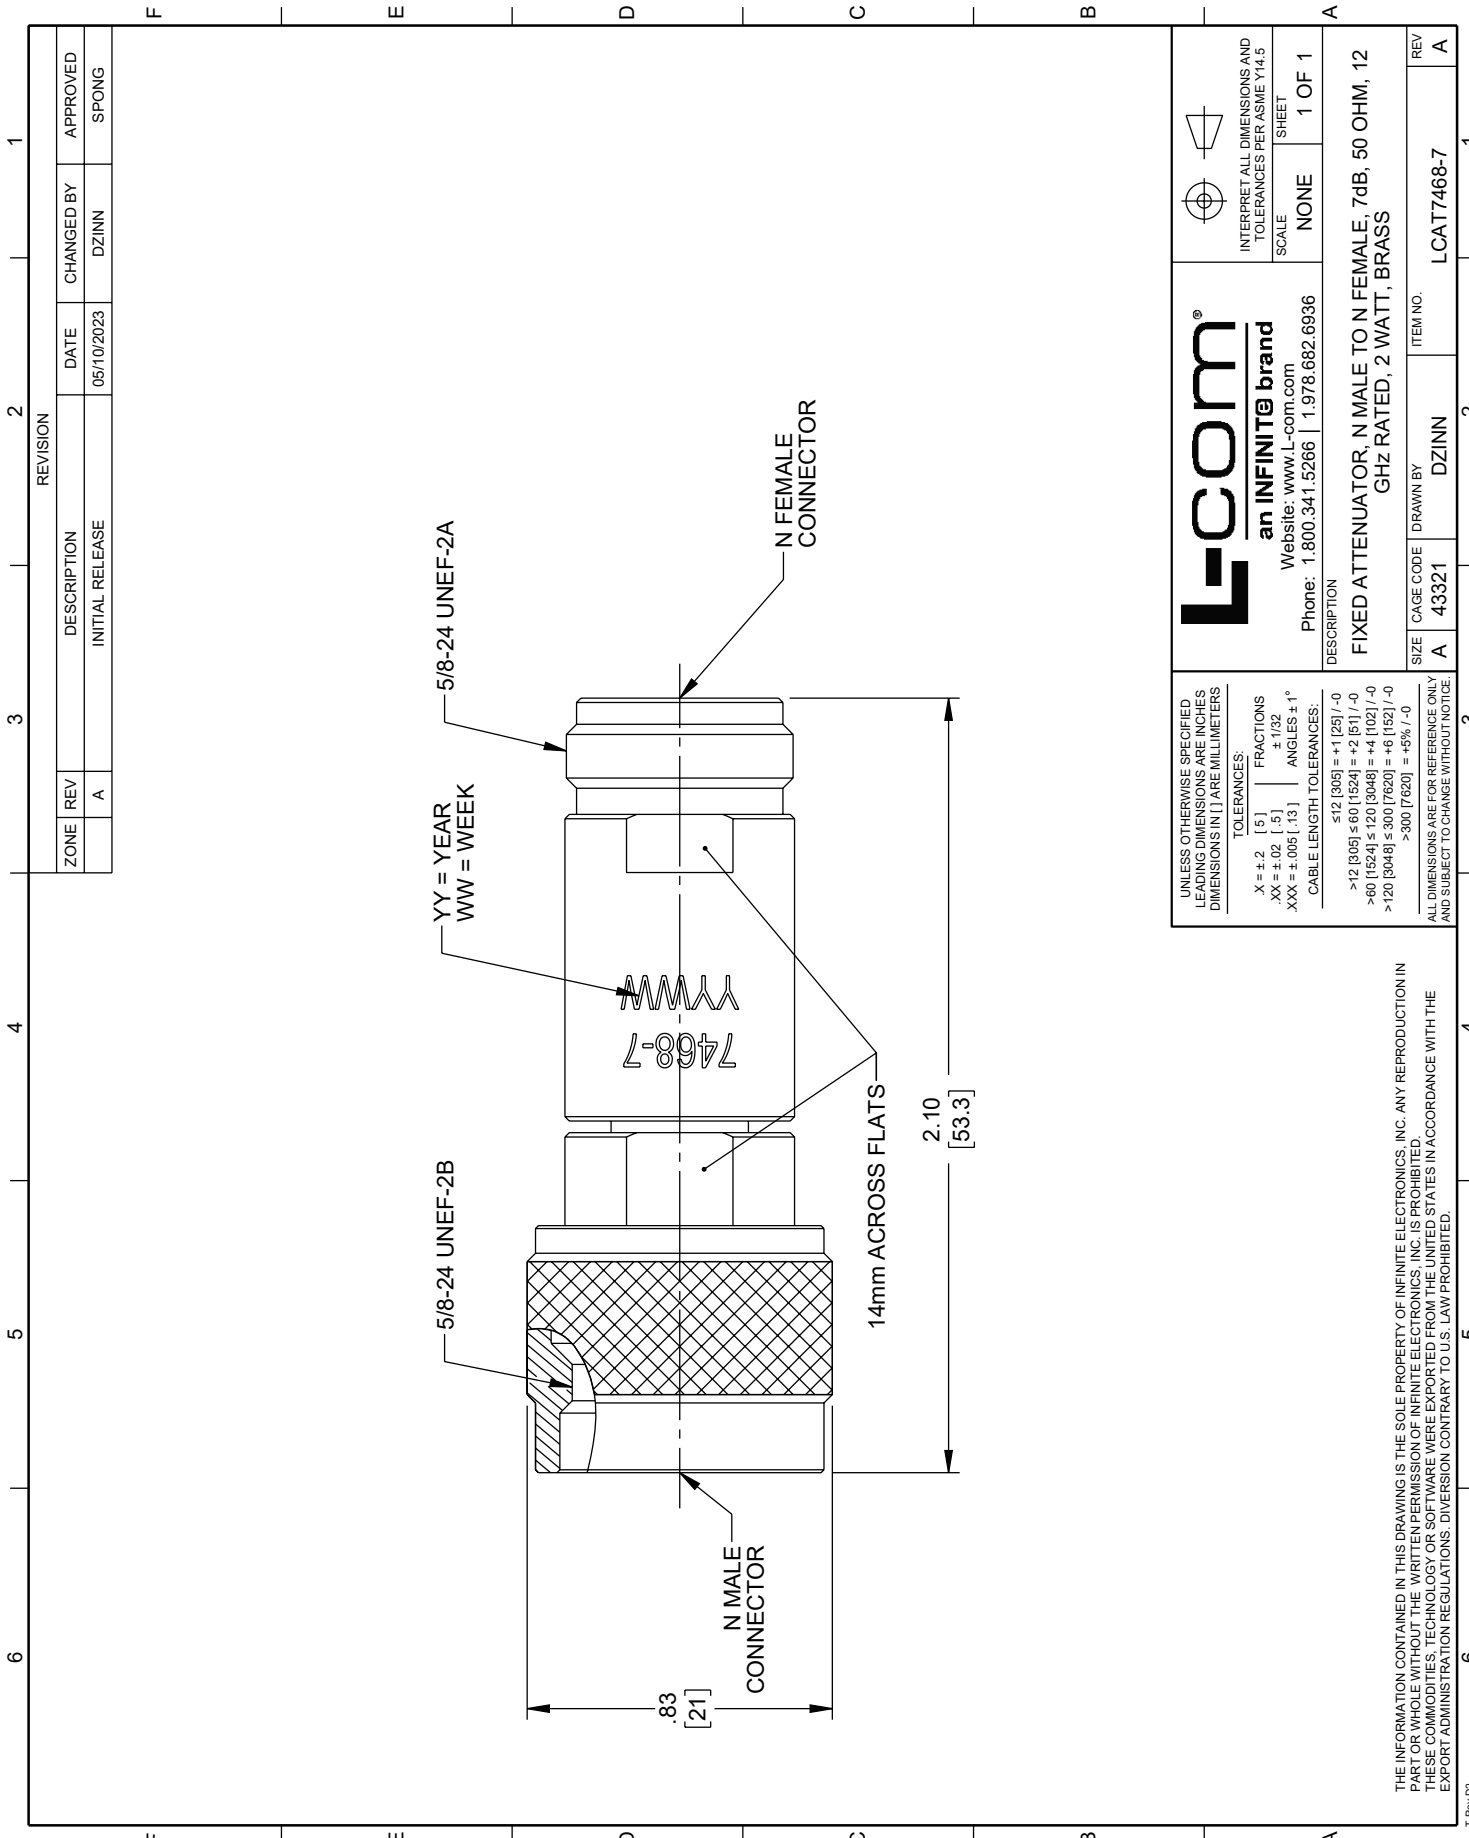 6
5
4
3
2
1
F
E
D
C
B
A
REVISION
ZONE REV DESCRIPTION DATE CHANGED BY APPROVED
A INITIAL RELEASE 05/10/2023 DZINN SPONG
5/8-24 UNEF-2B
YY = YEAR
WW = WEEK
5/8-24 UNEF-2A
N MALE
CONNECTOR
.83
[21]
7468-7
YYWW
N FEMALE
CONNECTOR
14mm ACROSS FLATS
2.10
[53.3]
UNLESS OTHERWISE SPECIFIED
LEADING DIMENSIONS ARE INCHES
DIMENSIONS IN [ ] ARE MILLIMETERS
TOLERANCES:
.X = ±.2 [ 5 ] FRACTIONS
.XX = ±.02 [ .5 ] ± 1/32
.XXX = ±.005 [ .13 ] ANGLES ± 1°
CABLE LENGTH TOLERANCES:
≤12 [305] = +1 [25] / -0
>12 [305] ≤ 60 [1524] = +2 [51] / -0
>60 [1524] ≤ 120 [3048] = +4 [102] / -0
>120 [3048] ≤ 300 [7620] = +6 [152] / -0
>300 [7620] = +5% / -0
ALL DIMENSIONS ARE FOR REFERENCE ONLY
AND SUBJECT TO CHANGE WITHOUT NOTICE.
L-com®
an INFINITE brand
Website: www.L-com.com
Phone: 1.800.341.5266 | 1.978.682.6936
INTERPRET ALL DIMENSIONS AND
TOLERANCES PER ASME Y14.5
SCALE SHEET
NONE 1 OF 1
DESCRIPTION
FIXED ATTENUATOR, N MALE TO N FEMALE, 7dB, 50 OHM, 12
GHz RATED, 2 WATT, BRASS
SIZE CAGE CODE DRAWN BY ITEM NO. REV
A 43321 DZINN LCAT7468-7 A
THE INFORMATION CONTAINED IN THIS DRAWING IS THE SOLE PROPERTY OF INFINITE ELECTRONICS, INC. ANY REPRODUCTION IN
PART OR WHOLE WITHOUT THE WRITTEN PERMISSION OF INFINITE ELECTRONICS, INC. IS PROHIBITED.
THESE COMMODITIES, TECHNOLOGY OR SOFTWARE WERE EXPORTED FROM THE UNITED STATES IN ACCORDANCE WITH THE
EXPORT ADMINISTRATION REGULATIONS. DIVERSION CONTRARY TO U.S. LAW PROHIBITED.